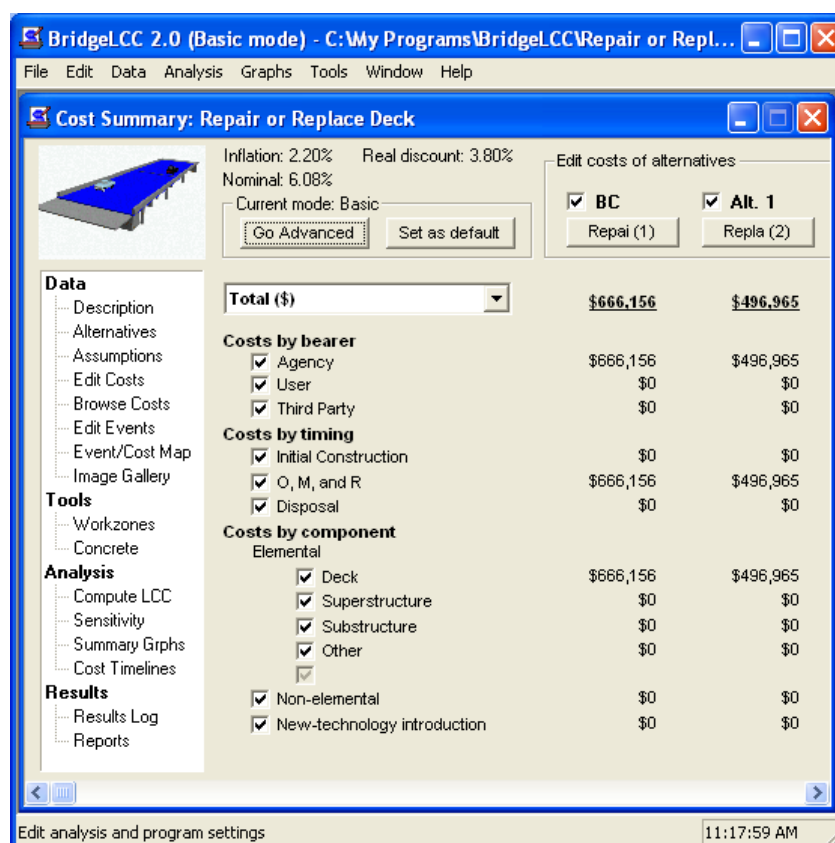 BridgeLCC 2.0 (Basic mode) - C:\My Programs\BridgeLCC\Repair or Repl...
File Edit Data Analysis Graphs Tools Window Help
Cost Summary: Repair or Replace Deck
Inflation: 2.20% Real discount: 3.80%
Nominal: 6.08%
Current mode: Basic
Go Advanced Set as default
Edit costs of alternatives
BC Alt. 1
Repai (1) Repla (2)
Data
Description
Alternatives
Assumptions
Edit Costs
Browse Costs
Edit Events
Event/Cost Map
Image Gallery
Tools
Workzones
Concrete
Analysis
Compute LCC
Sensitivity
Summary Grphs
Cost Timelines
Results
Results Log
Reports
Total ($) $666,156 $496,965
Costs by bearer
Agency $666,156 $496,965
User $0 $0
Third Party $0 $0
Costs by timing
Initial Construction $0 $0
O, M, and R $666,156 $496,965
Disposal $0 $0
Costs by component
Elemental
Deck $666,156 $496,965
Superstructure $0 $0
Substructure $0 $0
Other $0 $0
Non-elemental $0 $0
New-technology introduction $0 $0
Edit analysis and program settings 11:17:59 AM